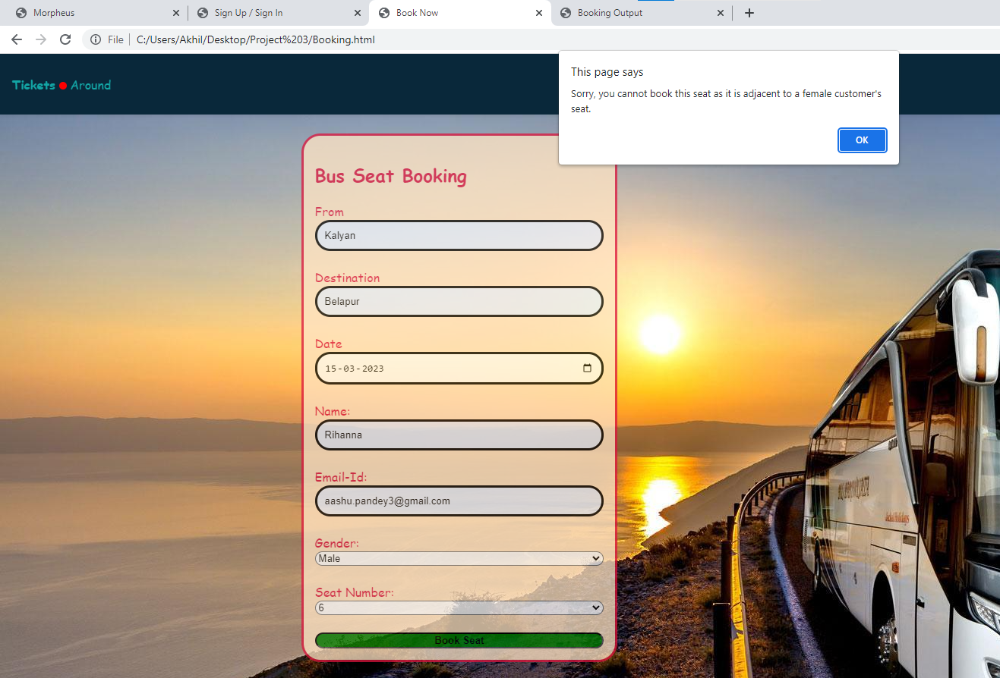 Morpheus
Sign Up / Sign In
Book Now
Booking Output
File
C:/Users/Akhil/Desktop/Project%203/Booking.html
Tickets Around
This page says
Sorry, you cannot book this seat as it is adjacent to a female customer's
seat.
OK
Bus Seat Booking
From
Kalyan
Destination
Belapur
Date
15-03-2023
Name:
Rihanna
Email-Id:
aashu.pandey3@gmail.com
Gender:
Male
Seat Number:
6
Book Seat